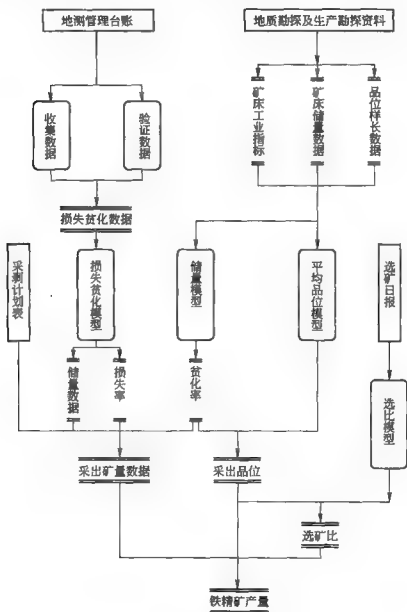 地测管理台账
地质勘探及生产勘探资料
收集数据
验证数据
矿床工业指标
矿床储量数据
品位样长数据
损失贫化数据
采剥计划表
损失贫化模型
储量模型
平均品位模型
选矿日报
储量数据
损失率
贫化率
选比模型
采出矿量数据
采出品位
选矿比
铁精矿产量